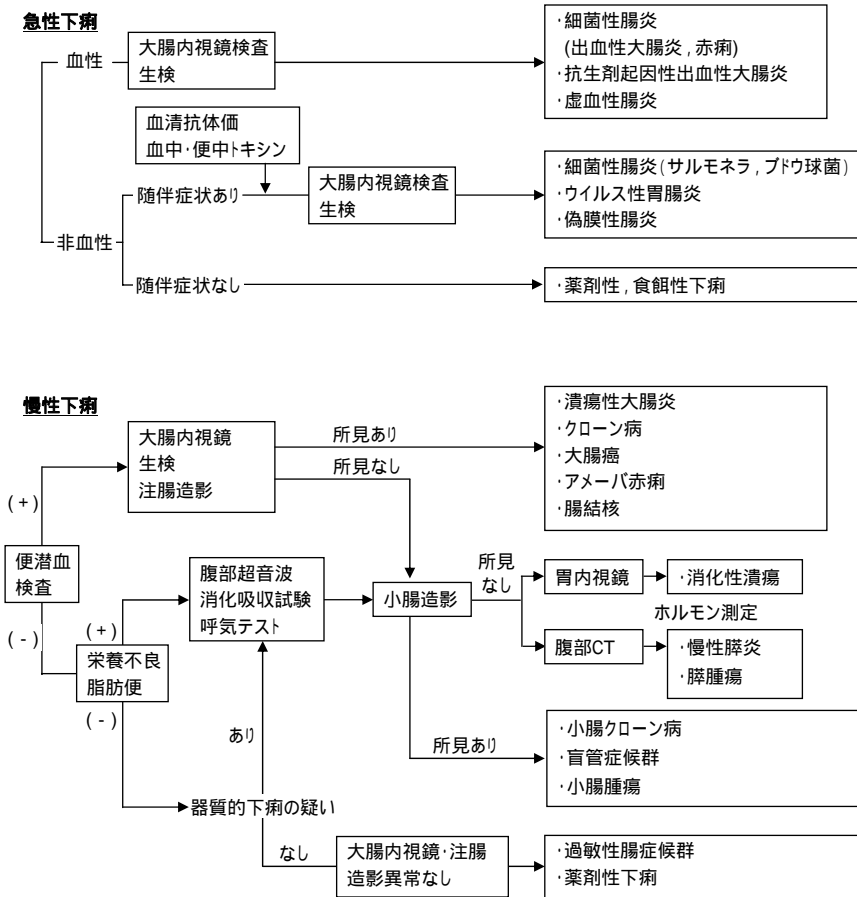 急性下痢
血性
大腸内視鏡検査
生検
・細菌性腸炎
(出血性大腸炎,赤痢)
・抗生剤起因性出血性大腸炎
・虚血性腸炎
血清抗体価
血中・便中トキシン
随伴症状あり
大腸内視鏡検査
生検
・細菌性腸炎(サルモネラ,ブドウ球菌)
・ウイルス性胃腸炎
・偽膜性腸炎
非血性
随伴症状なし
・薬剤性,食餌性下痢
慢性下痢
大腸内視鏡
生検
注腸造影
所見あり
所見なし
・潰瘍性大腸炎
・クローン病
・大腸癌
・アメーバ赤痢
・腸結核
(+)
便潜血
検査
(-)
(+)
栄養不良
脂肪便
(-)
腹部超音波
消化吸収試験
呼気テスト
小腸造影
所見
なし
胃内視鏡
・消化性潰瘍
ホルモン測定
腹部CT
・慢性膵炎
・膵腫瘍
あり
所見あり
・小腸クローン病
・盲管症候群
・小腸腫瘍
器質的下痢の疑い
なし
大腸内視鏡・注腸
造影異常なし
・過敏性腸症候群
・薬剤性下痢